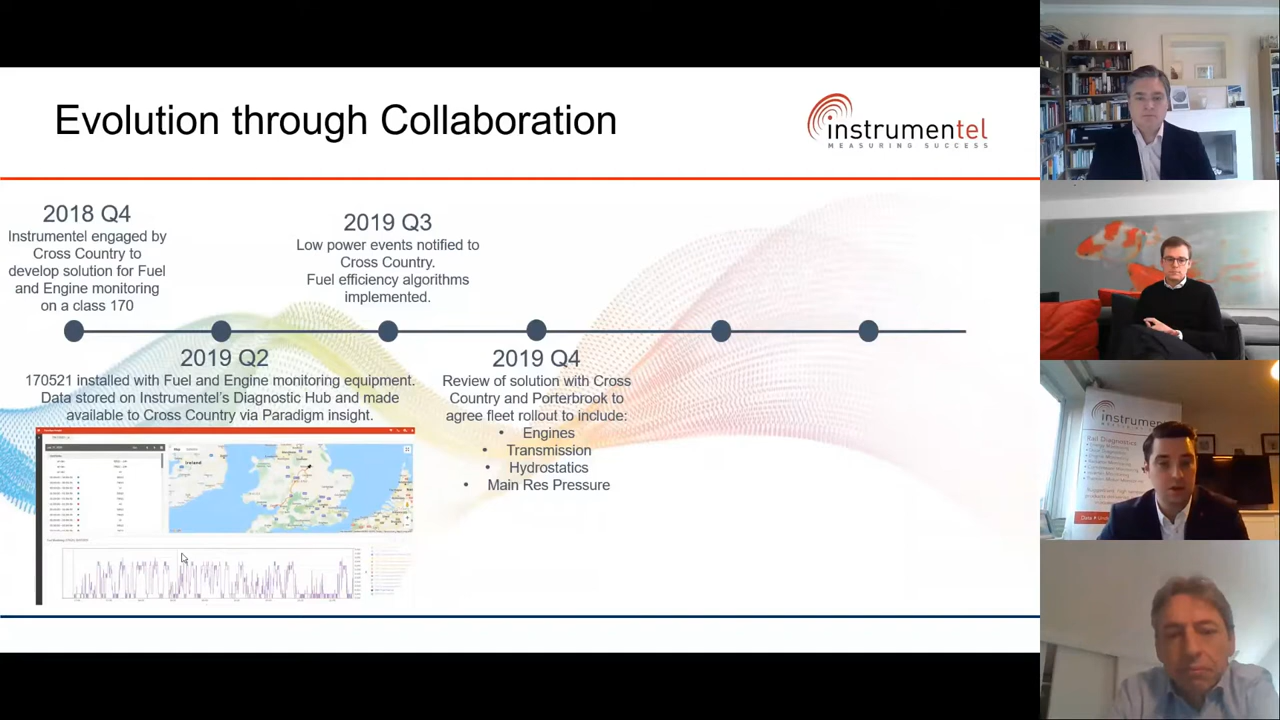 Evolution through Collaboration
instrumentel
MEASURING SUCCESS
2018 Q4
Instrumentel engaged by
Cross Country to
develop solution for Fuel
and Engine monitoring
on a class 170
2019 Q3
Low power events notified to
Cross Country.
Fuel efficiency algorithms
implemented.
2019 Q2
170521 installed with Fuel and Engine monitoring equipment.
Data stored on Instrumentel's Diagnostic Hub and made
available to Cross Country via Paradigm insight.
2019 Q4
Review of solution with Cross
Country and Porterbrook to
agree fleet rollout to include:
• Engines
• Transmission
• Hydrostatics
• Main Res Pressure
Ireland
instrument
Rail Diagnostics